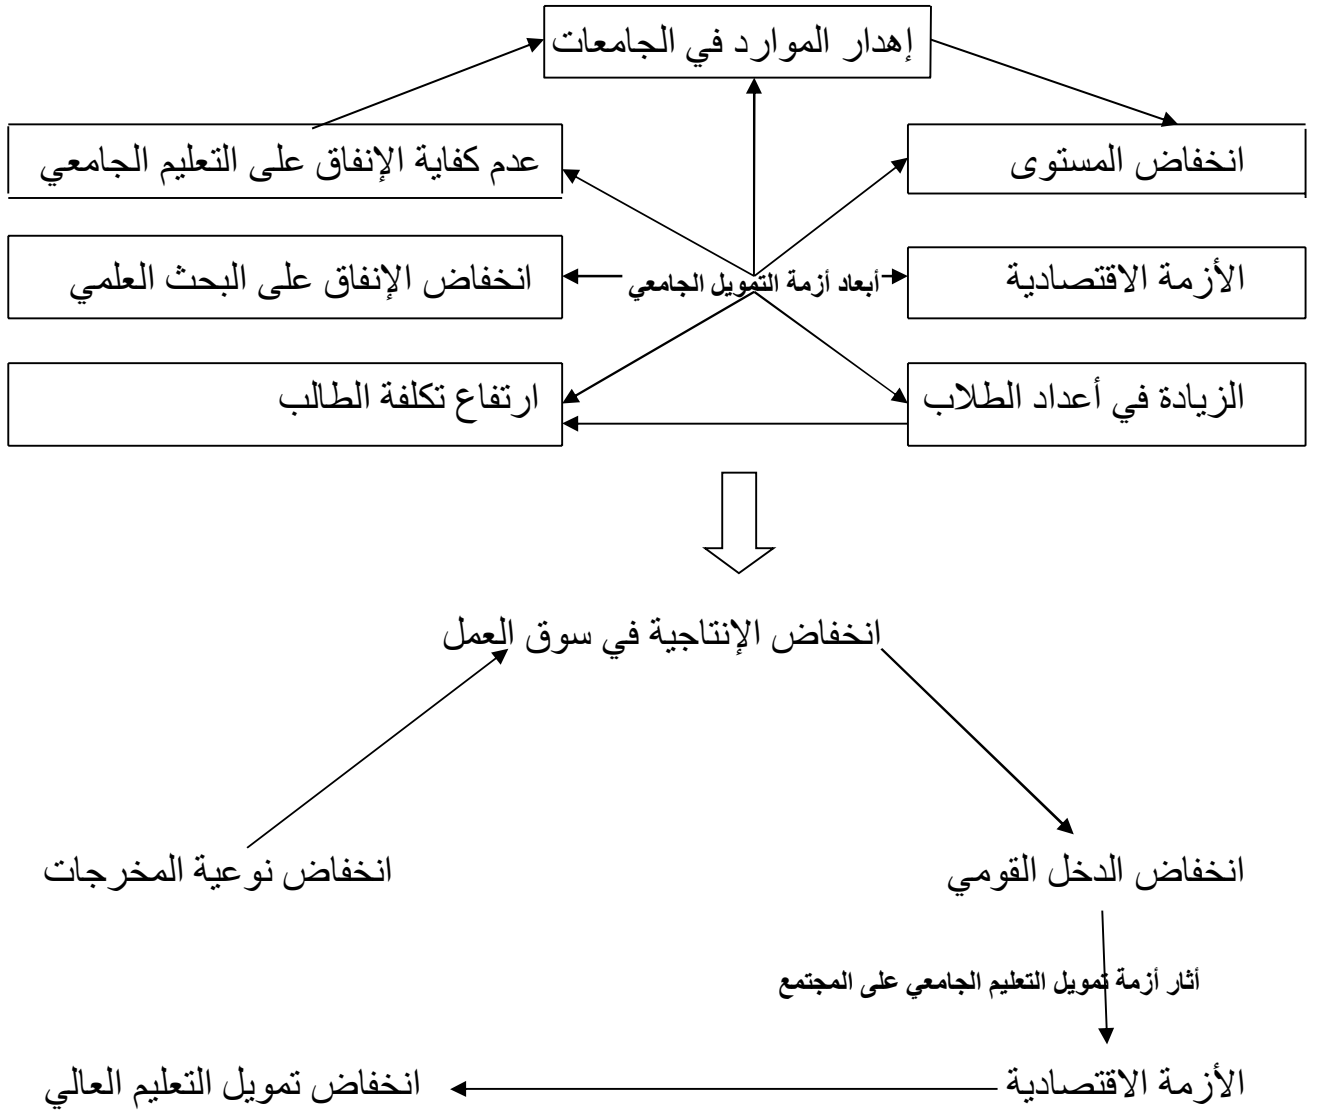 إهدار الموارد في الجامعات
انخفاض المستوى
عدم كفاية الإنفاق على التعليم الجامعي
الأزمة الاقتصادية
أبعاد أزمة التمويل الجامعي
انخفاض الإنفاق على البحث العلمي
الزيادة في أعداد الطلاب
ارتفاع تكلفة الطالب
انخفاض الإنتاجية في سوق العمل
انخفاض الدخل القومي
انخفاض نوعية المخرجات
أثار أزمة تمويل التعليم الجامعي على المجتمع
الأزمة الاقتصادية
انخفاض تمويل التعليم العالي